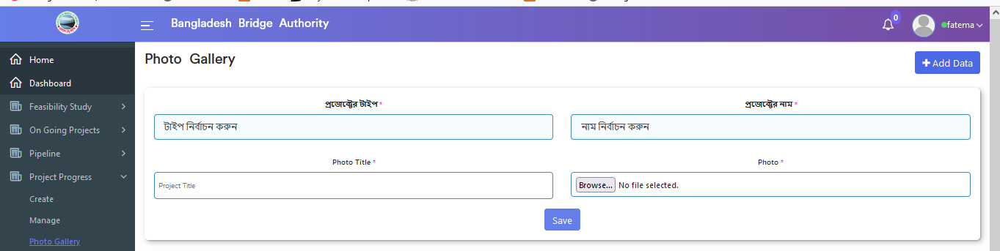 Bangladesh Bridge Authority
0
fatema
Home
Dashboard
Feasibility Study
On Going Projects
Pipeline
Project Progress
Create
Manage
Photo Gallery
Photo Gallery
Add Data
প্রজেক্টের টাইপ *
প্রজেক্টের নাম *
টাইপ নির্বাচন করুন
নাম নির্বাচন করুন
Photo Title *
Photo *
Project Title
Browse... No file selected.
Save